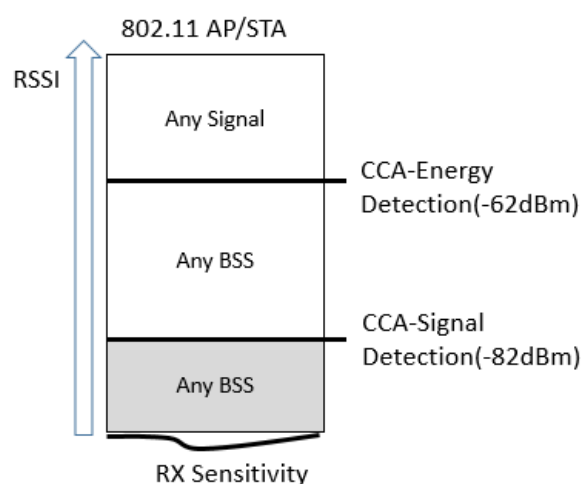 802.11 AP/STA
RSSI
Any Signal
CCA-Energy
Detection(-62dBm)
Any BSS
CCA-Signal
Detection(-82dBm)
Any BSS
RX Sensitivity